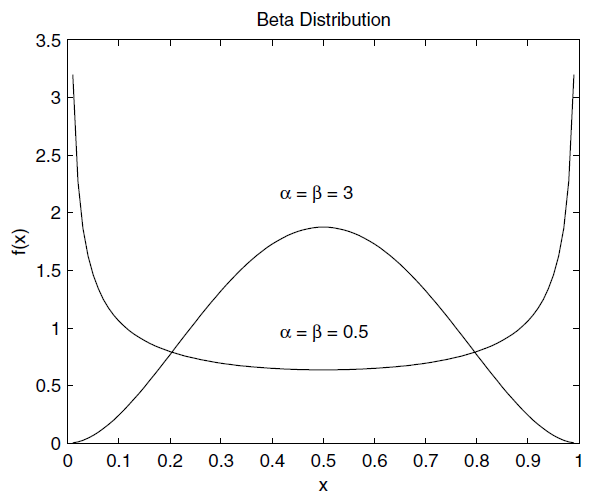 Beta Distribution
3.5
3
2.5
2
1.5
1
0.5
0
f(x)
α = β = 3
α = β = 0.5
0 0.1 0.2 0.3 0.4 0.5 0.6 0.7 0.8 0.9 1
x